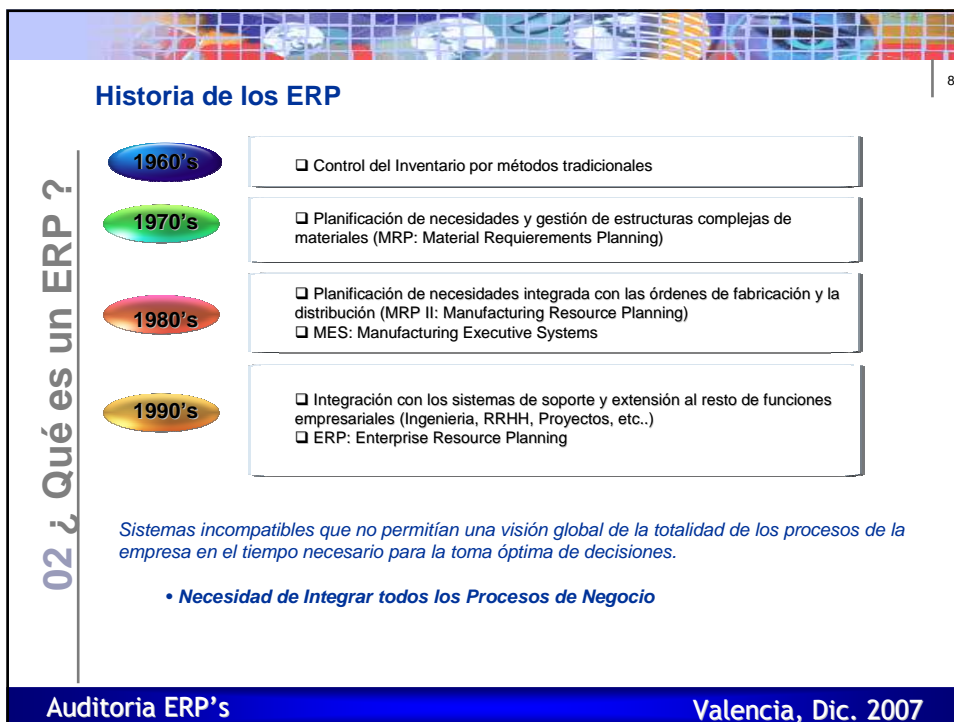 8
Historia de los ERP
02 ¿ Qué es un ERP ?
1960's
❑ Control del Inventario por métodos tradicionales
1970's
❑ Planificación de necesidades y gestión de estructuras complejas de
materiales (MRP: Material Requierements Planning)
1980's
❑ Planificación de necesidades integrada con las órdenes de fabricación y la
distribución (MRP II: Manufacturing Resource Planning)
❑ MES: Manufacturing Executive Systems
1990's
❑ Integración con los sistemas de soporte y extensión al resto de funciones
empresariales (Ingenieria, RRHH, Proyectos, etc..)
❑ ERP: Enterprise Resource Planning
Sistemas incompatibles que no permitían una visión global de la totalidad de los procesos de la
empresa en el tiempo necesario para la toma óptima de decisiones.
• Necesidad de Integrar todos los Procesos de Negocio
Auditoria ERP's
Valencia, Dic. 2007